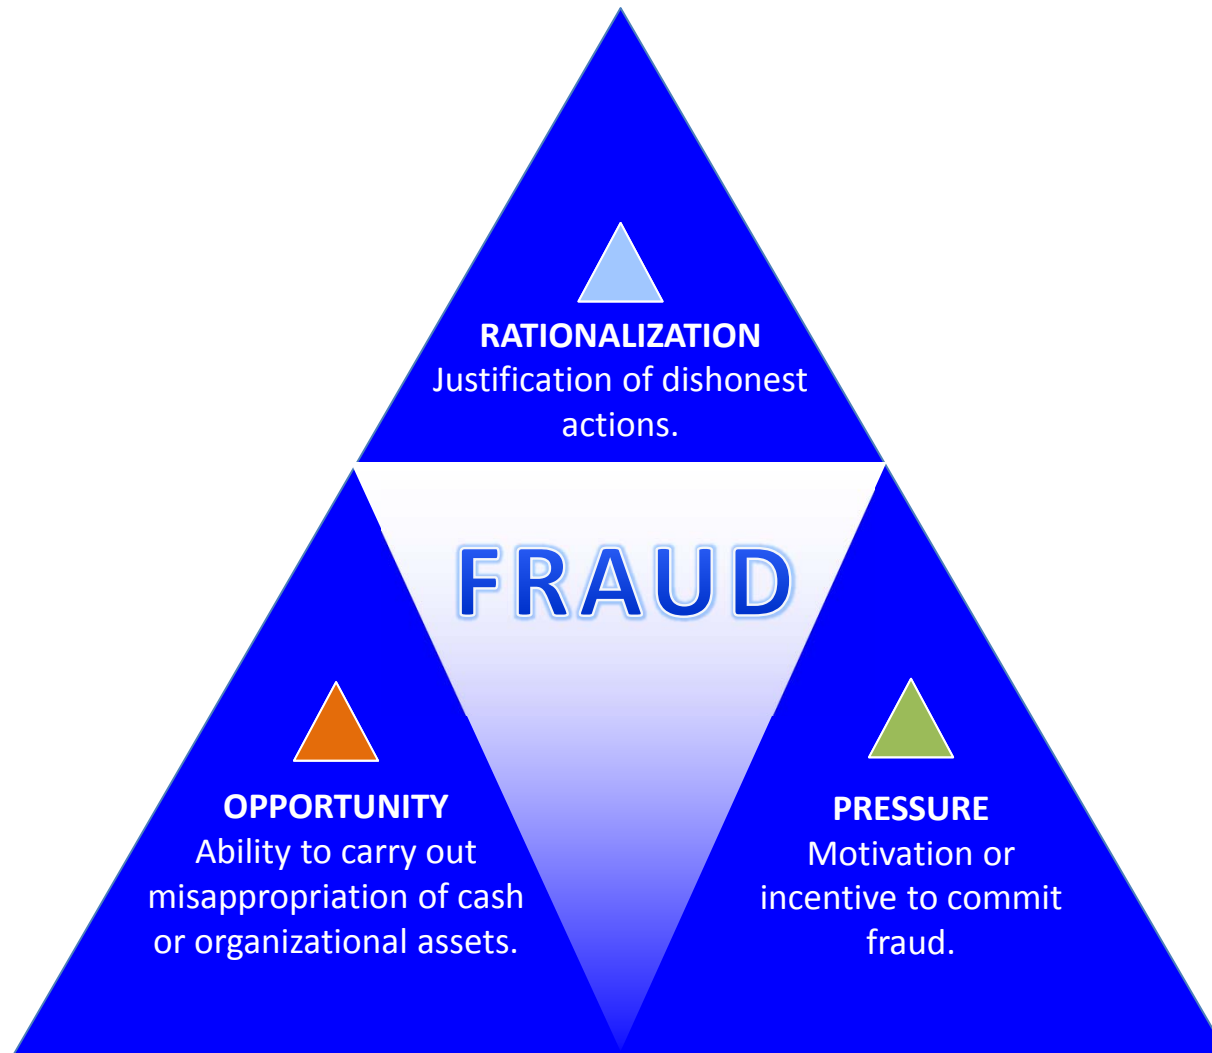 RATIONALIZATION
Justification of dishonest
actions.
FRAUD
OPPORTUNITY
Ability to carry out
misappropriation of cash
or organizational assets.
PRESSURE
Motivation or
incentive to commit
fraud.